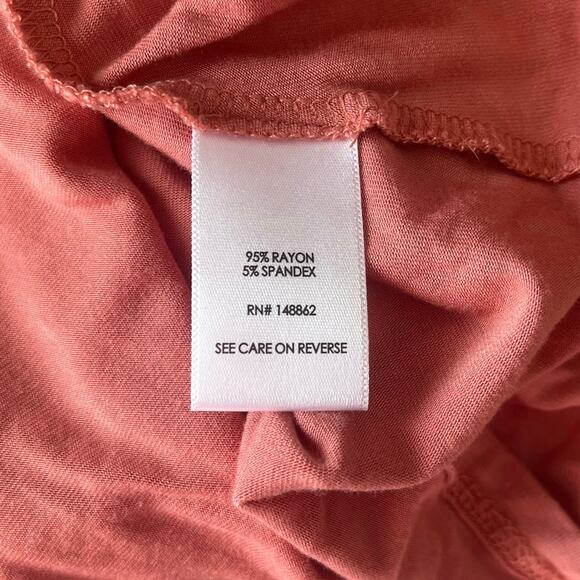 95% RAYON
5% SPANDEX
RN# 148862
SEE CARE ON REVERSE